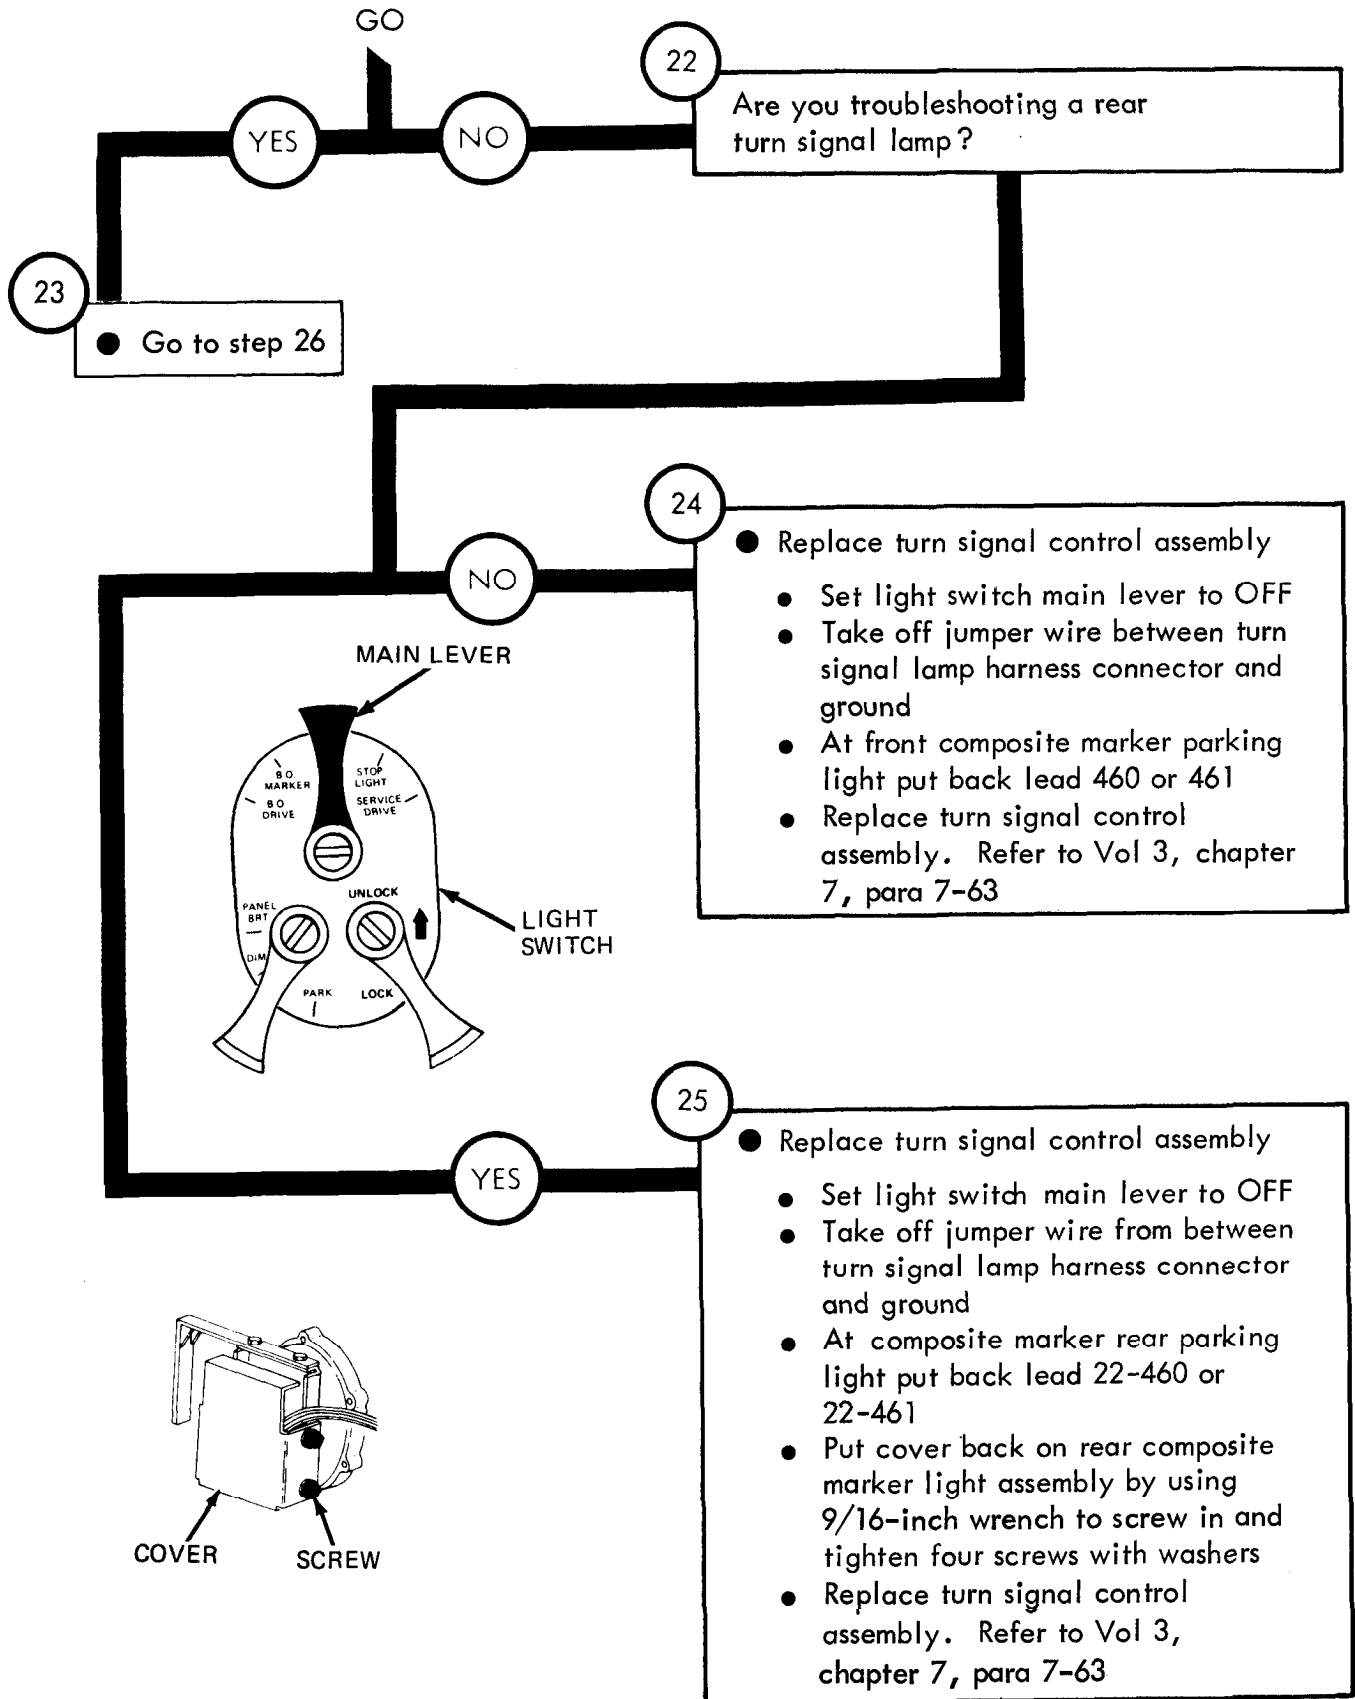 GO
22
YES
NO
Are you troubleshooting a rear
turn signal lamp?
23
● Go to step 26
24
NO
● Replace turn signal control assembly
● Set light switch main lever to OFF
● Take off jumper wire between turn
signal lamp harness connector and
ground
● At front composite marker parking
light put back lead 460 or 461
● Replace turn signal control
assembly. Refer to Vol 3, chapter
7, para 7-63
MAIN LEVER
B.O.
MARKER
STOP
LIGHT
B O
DRIVE
SERVICE
DRIVE
UNLOCK
PANEL
BRT
LIGHT
SWITCH
DIM
PARK
LOCK
25
YES
● Replace turn signal control assembly
● Set light switch main lever to OFF
● Take off jumper wire from between
turn signal lamp harness connector
and ground
● At composite marker rear parking
light put back lead 22-460 or
22-461
● Put cover back on rear composite
marker light assembly by using
9/16-inch wrench to screw in and
tighten four screws with washers
● Replace turn signal control
assembly. Refer to Vol 3,
chapter 7, para 7-63
COVER
SCREW